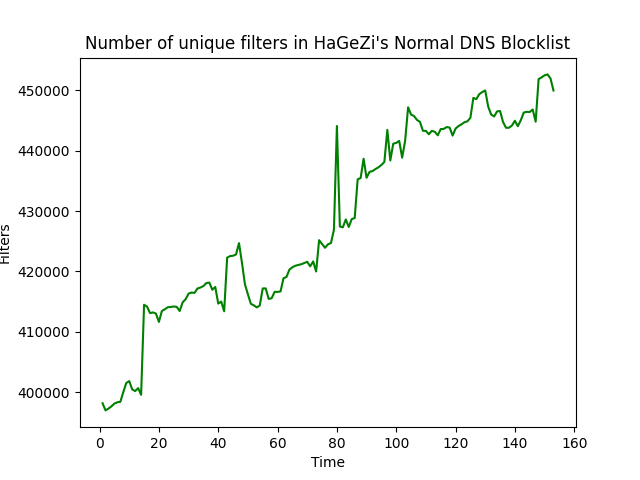 Number of unique filters in HaGeZi's Normal DNS Blocklist
450000
440000
430000
420000
410000
400000
Filters
0 20 40 60 80 100 120 140 160
Time